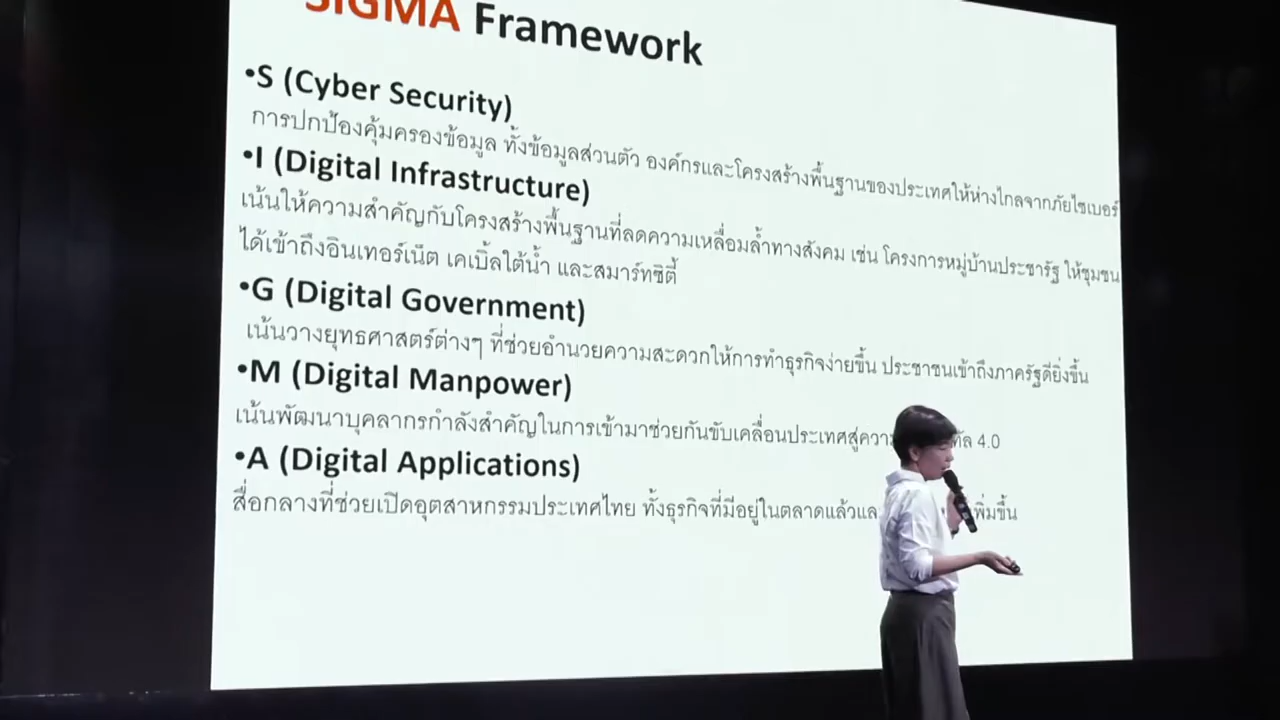 SIGMA Framework
•S (Cyber Security)
การปกป้องคุ้มครองข้อมูล ทั้งข้อมูลส่วนตัว องค์กรและโครงสร้างพื้นฐานของประเทศให้ห่างไกลจากภัยไซเบอร์
•I (Digital Infrastructure)
เน้นให้ความสำคัญกับโครงสร้างพื้นฐานที่ลดความเหลื่อมล้ำทางสังคม เช่น โครงการหมู่บ้านประชารัฐ ให้ชุมชน
ได้เข้าถึงอินเทอร์เน็ต เคเบิ้ลใต้น้ำ และสมาร์ทซิตี้
•G (Digital Government)
เน้นวางยุทธศาสตร์ต่างๆ ที่ช่วยอำนวยความสะดวกให้การทำธุรกิจง่ายขึ้น ประชาชนเข้าถึงภาครัฐดียิ่งขึ้น
•M (Digital Manpower)
เน้นพัฒนาบุคลากรกำลังสำคัญในการเข้ามาช่วยกันขับเคลื่อนประเทศสู่ 4.0
•A (Digital Applications)
สื่อกลางที่ช่วยเปิดอุตสาหกรรมประเทศไทย ทั้งธุรกิจที่มีอยู่ในตลาดแล้ว เพิ่มขึ้น